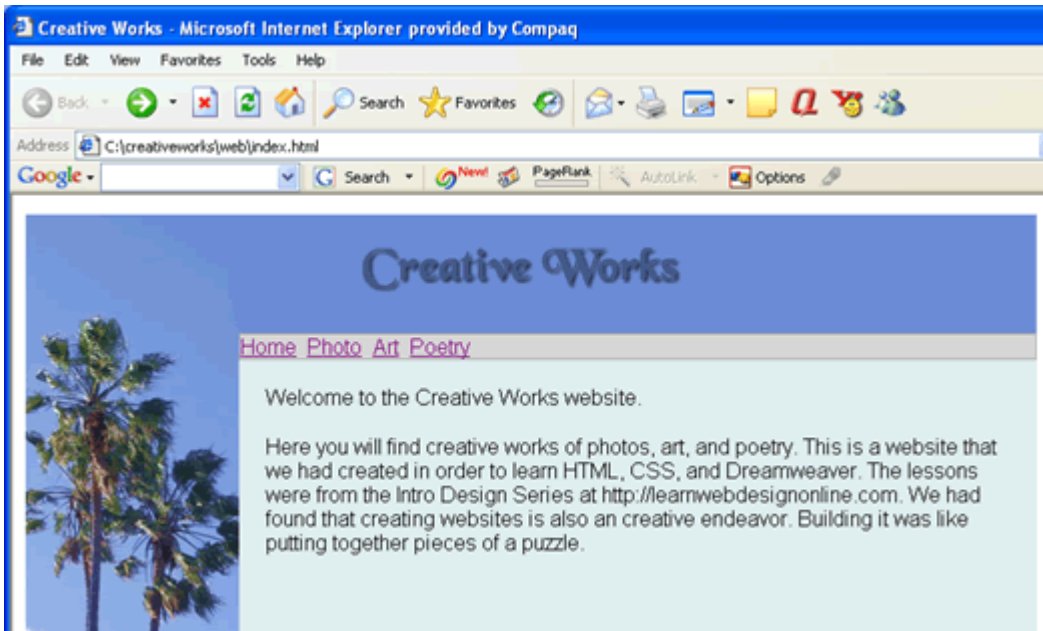 Creative Works - Microsoft Internet Explorer provided by Compaq
File Edit View Favorites Tools Help
Back Search Favorites
Address C:\creativeworks\web\index.html
Google Search New! PageRank AutoLink Options
Creative Works
Home Photo Art Poetry
Welcome to the Creative Works website.
Here you will find creative works of photos, art, and poetry. This is a website that
we had created in order to learn HTML, CSS, and Dreamweaver. The lessons
were from the Intro Design Series at http://learnwebdesignonline.com. We had
found that creating websites is also an creative endeavor. Building it was like
putting together pieces of a puzzle.